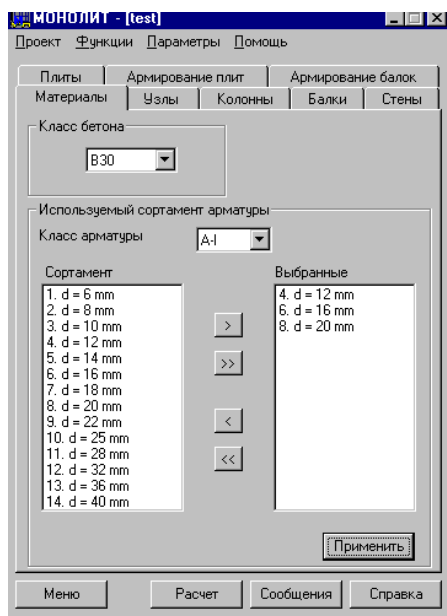 МОНОЛИТ - [test]
Проект Функции Параметры Помощь
Плиты Армирование плит Армирование балок
Материалы Узлы Колонны Балки Стены
Класс бетона
B30
Используемый сортамент арматуры
Класс арматуры A-I
Сортамент Выбранные
1. d = 6 mm 4. d = 12 mm
2. d = 8 mm 6. d = 16 mm
3. d = 10 mm 8. d = 20 mm
4. d = 12 mm
5. d = 14 mm
6. d = 16 mm
7. d = 18 mm
8. d = 20 mm
9. d = 22 mm
10. d = 25 mm
11. d = 28 mm
12. d = 32 mm
13. d = 36 mm
14. d = 40 mm
>
>>
<
<<
Применить
Меню Расчет Сообщения Справка